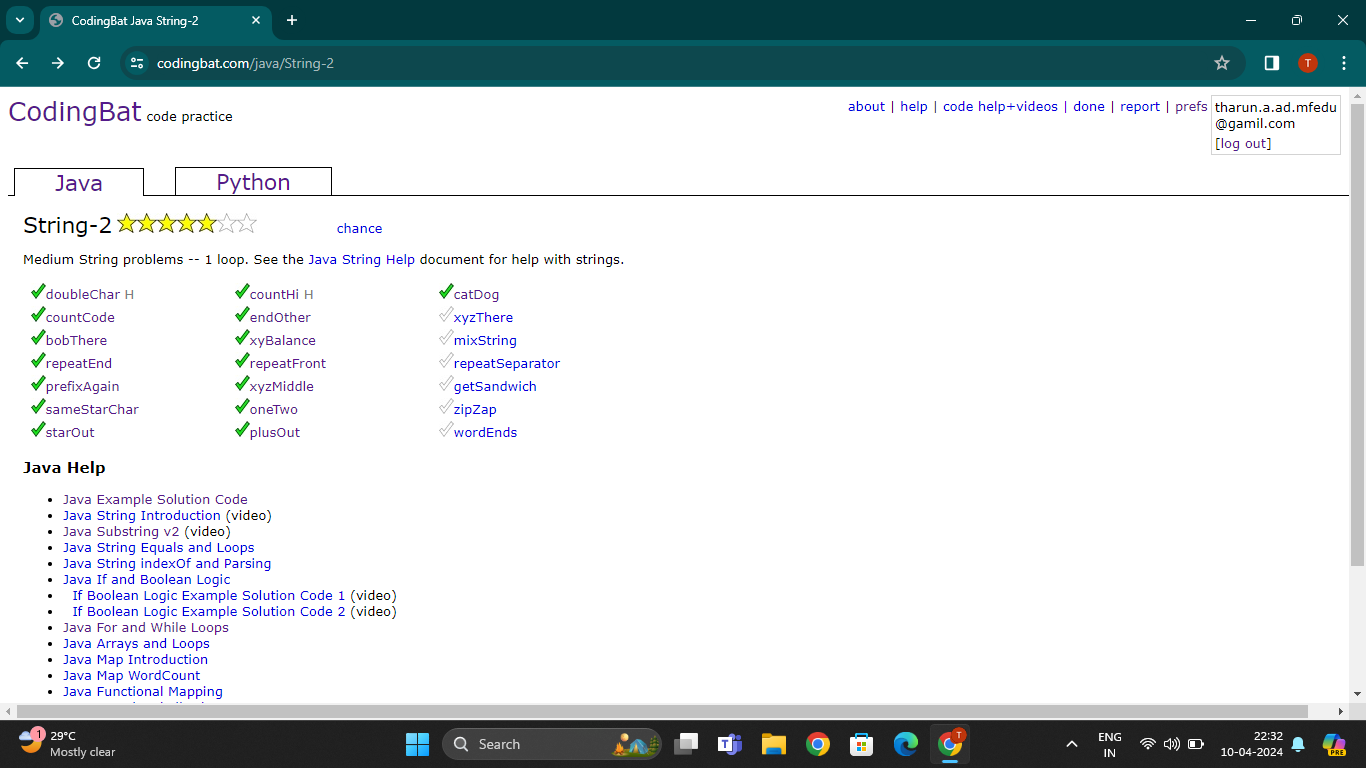 CodingBat Java String-2
codingbat.com/java/String-2
T
CodingBat code practice
about | help | code help+videos | done | report | prefs
tharun.a.ad.mfedu
@gamil.com
[log out]
Java
Python
String-2
chance
Medium String problems -- 1 loop. See the Java String Help document for help with strings.
doubleChar H countHi H catDog
countCode endOther xyzThere
bobThere xyBalance mixString
repeatEnd repeatFront repeatSeparator
prefixAgain xyzMiddle getSandwich
sameStarChar oneTwo zipZap
starOut plusOut wordEnds
Java Help
• Java Example Solution Code
• Java String Introduction (video)
• Java Substring v2 (video)
• Java String Equals and Loops
• Java String indexOf and Parsing
• Java If and Boolean Logic
• If Boolean Logic Example Solution Code 1 (video)
• If Boolean Logic Example Solution Code 2 (video)
• Java For and While Loops
• Java Arrays and Loops
• Java Map Introduction
• Java Map WordCount
• Java Functional Mapping
1
29°C
Mostly clear
Search
T
ENG
IN
22:32
10-04-2024
PRE